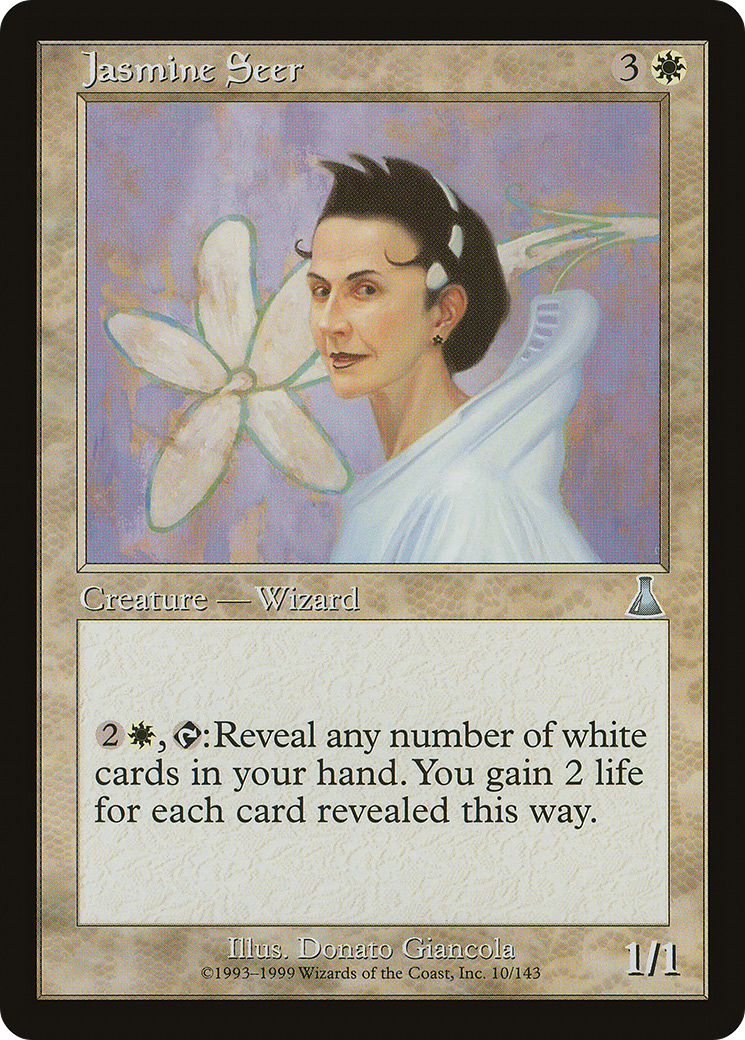 Jasmine Seer 3
Creature — Wizard
2, : Reveal any number of white
cards in your hand. You gain 2 life
for each card revealed this way.
Illus. Donato Giancola
©1993–1999 Wizards of the Coast, Inc. 10/143
1/1